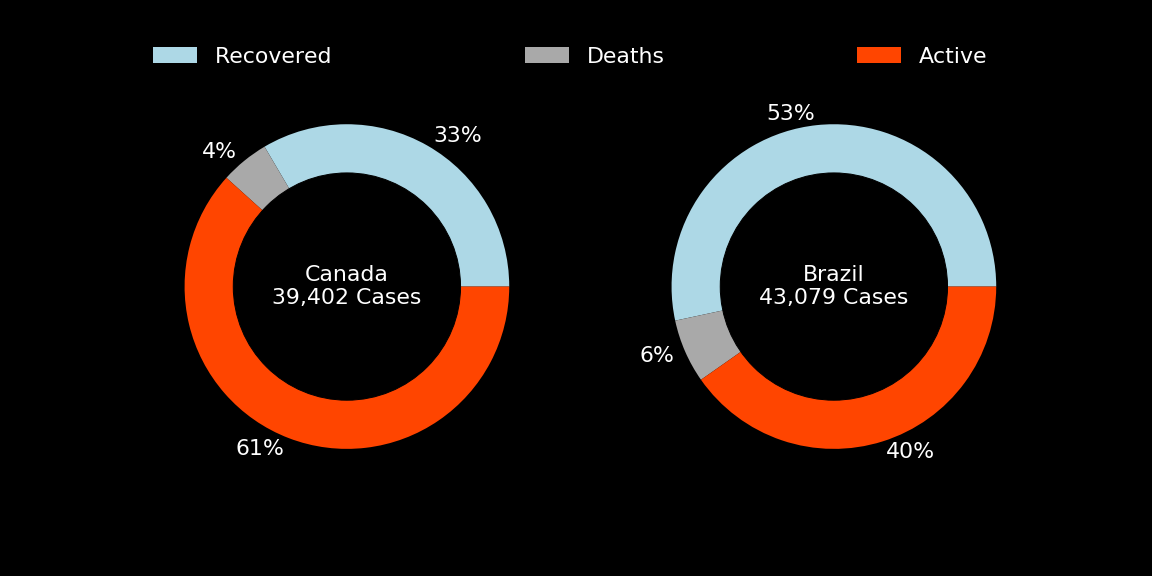 Recovered
Deaths
Active
33%
4%
61%
Canada
39,402 Cases
53%
6%
40%
Brazil
43,079 Cases